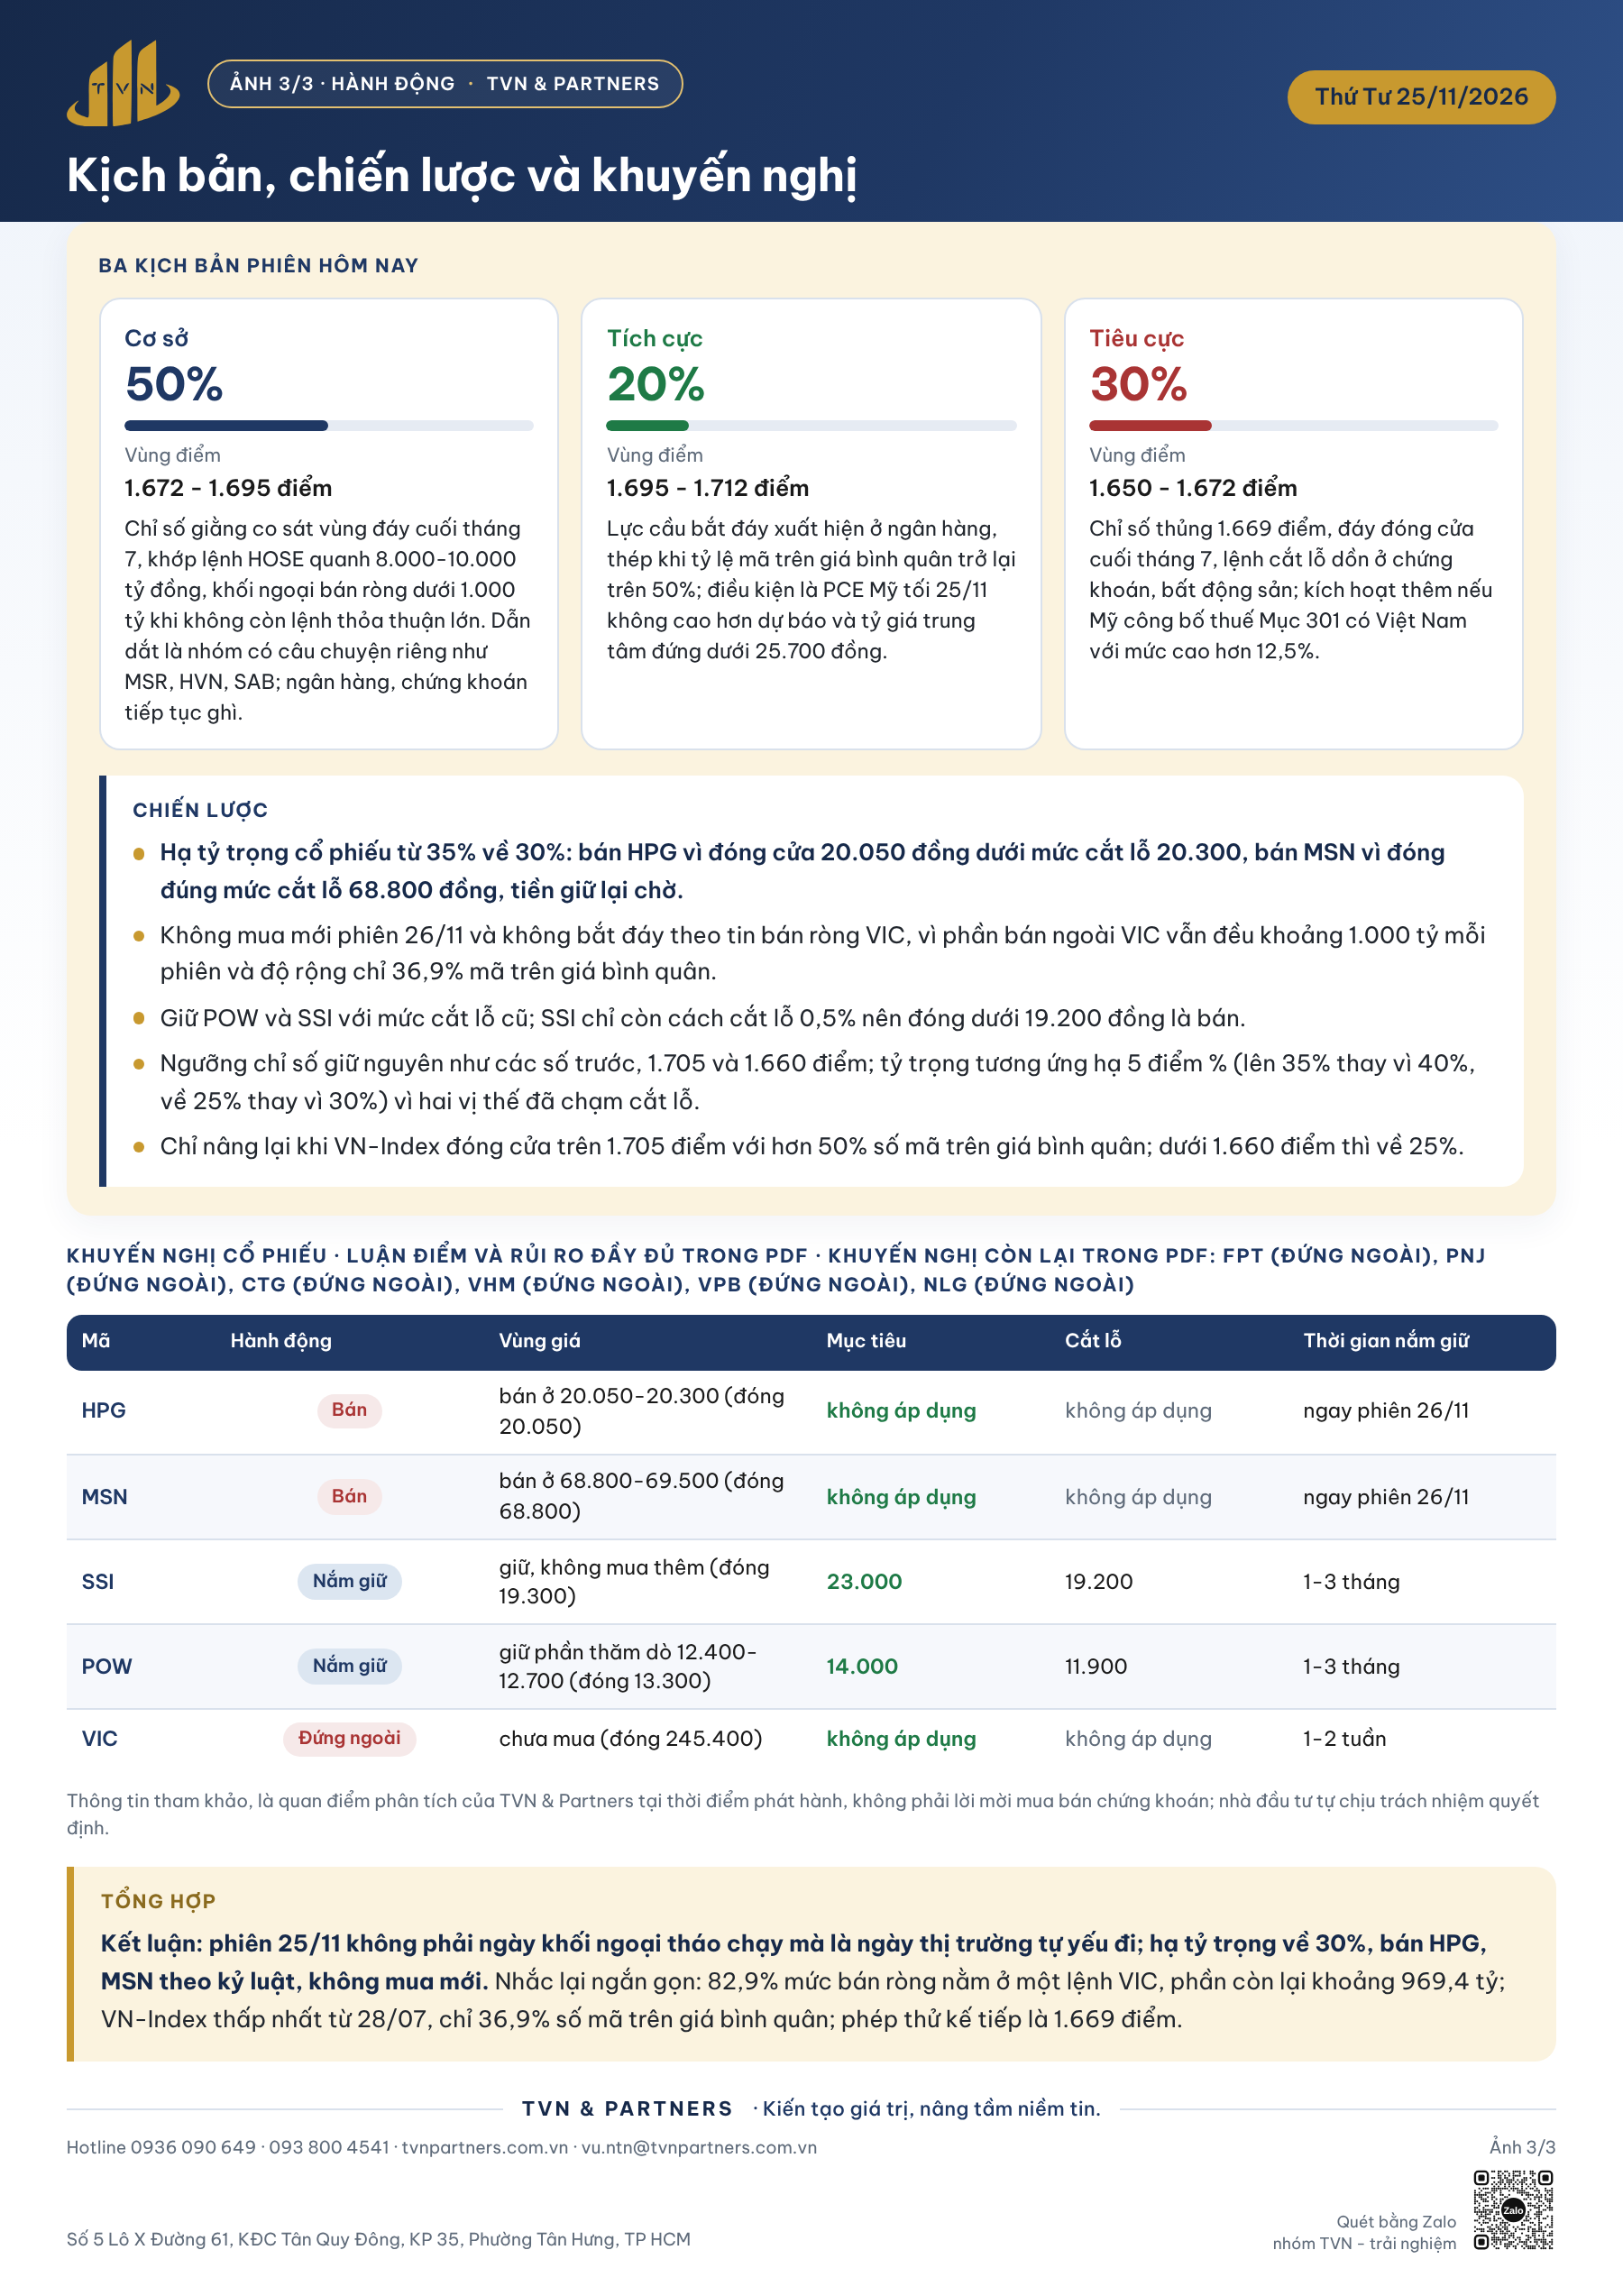 TVN
ẢNH 3/3 · HÀNH ĐỘNG · TVN & PARTNERS
Thứ Tư 25/11/2026
Kịch bản, chiến lược và khuyến nghị
BA KỊCH BẢN PHIÊN HÔM NAY
Cơ sở
50%
Vùng điểm
1.672 - 1.695 điểm
Chỉ số giằng co sát vùng đáy cuối tháng
7, khớp lệnh HOSE quanh 8.000-10.000
tỷ đồng, khối ngoại bán ròng dưới 1.000
tỷ khi không còn lệnh thỏa thuận lớn. Dẫn
dắt là nhóm có câu chuyện riêng như
MSR, HVN, SAB; ngân hàng, chứng khoán
tiếp tục ghì.
Tích cực
20%
Vùng điểm
1.695 - 1.712 điểm
Lực cầu bắt đáy xuất hiện ở ngân hàng,
thép khi tỷ lệ mã trên giá bình quân trở lại
trên 50%; điều kiện là PCE Mỹ tối 25/11
không cao hơn dự báo và tỷ giá trung
tâm đứng dưới 25.700 đồng.
Tiêu cực
30%
Vùng điểm
1.650 - 1.672 điểm
Chỉ số thủng 1.669 điểm, đáy đóng cửa
cuối tháng 7, lệnh cắt lỗ dồn ở chứng
khoán, bất động sản; kích hoạt thêm nếu
Mỹ công bố thuế Mục 301 có Việt Nam
với mức cao hơn 12,5%.
CHIẾN LƯỢC
Hạ tỷ trọng cổ phiếu từ 35% về 30%: bán HPG vì đóng cửa 20.050 đồng dưới mức cắt lỗ 20.300, bán MSN vì đóng
đúng mức cắt lỗ 68.800 đồng, tiền giữ lại chờ.
Không mua mới phiên 26/11 và không bắt đáy theo tin bán ròng VIC, vì phần bán ngoài VIC vẫn đều khoảng 1.000 tỷ mỗi
phiên và độ rộng chỉ 36,9% mã trên giá bình quân.
Giữ POW và SSI với mức cắt lỗ cũ; SSI chỉ còn cách cắt lỗ 0,5% nên đóng dưới 19.200 đồng là bán.
Ngưỡng chỉ số giữ nguyên như các số trước, 1.705 và 1.660 điểm; tỷ trọng tương ứng hạ 5 điểm % (lên 35% thay vì 40%,
về 25% thay vì 30%) vì hai vị thế đã chạm cắt lỗ.
Chỉ nâng lại khi VN-Index đóng cửa trên 1.705 điểm với hơn 50% số mã trên giá bình quân; dưới 1.660 điểm thì về 25%.
KHUYẾN NGHỊ CỔ PHIẾU · LUẬN ĐIỂM VÀ RỦI RO ĐẦY ĐỦ TRONG PDF · KHUYẾN NGHỊ CÒN LẠI TRONG PDF: FPT (ĐỨNG NGOÀI), PNJ
(ĐỨNG NGOÀI), CTG (ĐỨNG NGOÀI), VHM (ĐỨNG NGOÀI), VPB (ĐỨNG NGOÀI), NLG (ĐỨNG NGOÀI)
Mã Hành động Vùng giá Mục tiêu Cắt lỗ Thời gian nắm giữ
HPG Bán bán ở 20.050-20.300 (đóng
20.050) không áp dụng không áp dụng ngay phiên 26/11
MSN Bán bán ở 68.800-69.500 (đóng
68.800) không áp dụng không áp dụng ngay phiên 26/11
SSI Nắm giữ giữ, không mua thêm (đóng
19.300) 23.000 19.200 1-3 tháng
POW Nắm giữ giữ phần thăm dò 12.400-
12.700 (đóng 13.300) 14.000 11.900 1-3 tháng
VIC Đứng ngoài chưa mua (đóng 245.400) không áp dụng không áp dụng 1-2 tuần
Thông tin tham khảo, là quan điểm phân tích của TVN & Partners tại thời điểm phát hành, không phải lời mời mua bán chứng khoán; nhà đầu tư tự chịu trách nhiệm quyết
định.
TỔNG HỢP
Kết luận: phiên 25/11 không phải ngày khối ngoại tháo chạy mà là ngày thị trường tự yếu đi; hạ tỷ trọng về 30%, bán HPG,
MSN theo kỷ luật, không mua mới. Nhắc lại ngắn gọn: 82,9% mức bán ròng nằm ở một lệnh VIC, phần còn lại khoảng 969,4 tỷ;
VN-Index thấp nhất từ 28/07, chỉ 36,9% số mã trên giá bình quân; phép thử kế tiếp là 1.669 điểm.
TVN & PARTNERS · Kiến tạo giá trị, nâng tầm niềm tin.
Hotline 0936 090 649 · 093 800 4541 · tvnpartners.com.vn · vu.ntn@tvnpartners.com.vn
Ảnh 3/3
Số 5 Lô X Đường 61, KĐC Tân Quy Đông, KP 35, Phường Tân Hưng, TP HCM
Quét bằng Zalo
nhóm TVN - trải nghiệm
Zalo